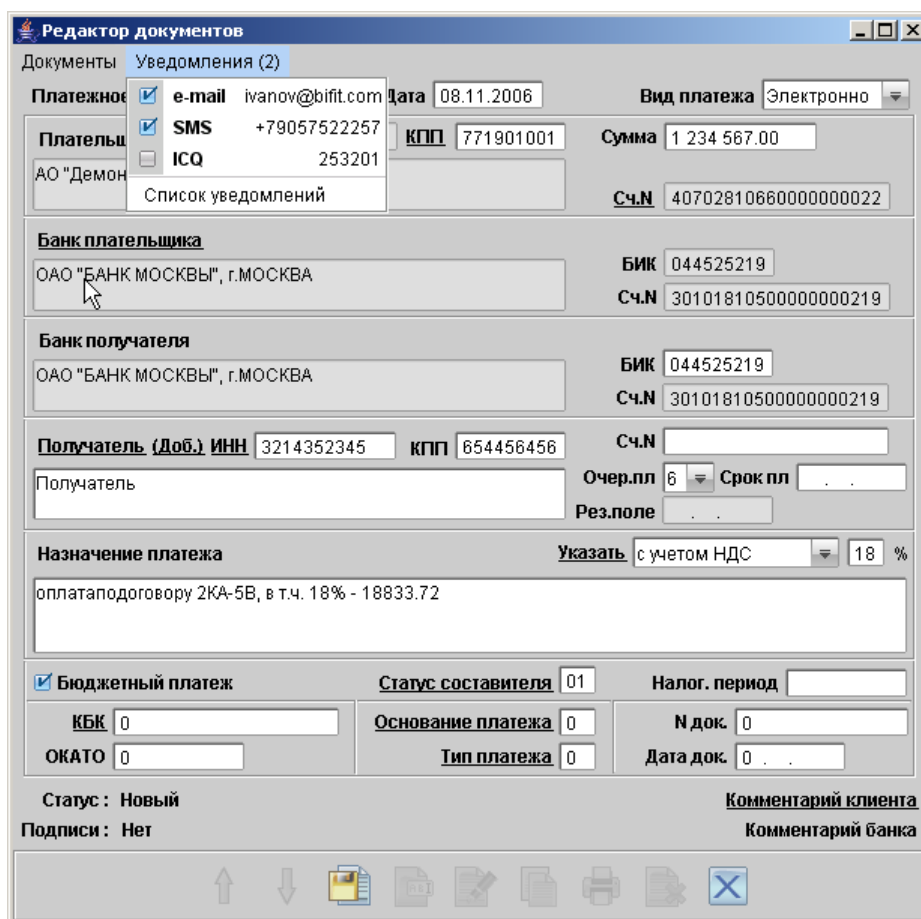 Редактор документов
Документы Уведомления (2)
Платежное Дата 08.11.2006 Вид платежа Электронно
e-mail ivanov@bifit.com
SMS +79057522257
ICQ 253201
Список уведомлений
Плательщ КПП 771901001 Сумма 1 234 567.00
АО "Демон Сч.N 40702810660000000022
Банк плательщика
ОАО "БАНК МОСКВЫ", г.МОСКВА
БИК 044525219
Сч.N 30101810500000000219
Банк получателя
ОАО "БАНК МОСКВЫ", г.МОСКВА
БИК 044525219
Сч.N 30101810500000000219
Получатель (Доб.) ИНН 3214352345 КПП 654456456 Сч.N
Получатель
Очер.пл 6 Срок пл . .
Рез.поле . .
Назначение платежа Указать с учетом НДС 18 %
оплатаподоговору 2КА-5В, в т.ч. 18% - 18833.72
Бюджетный платеж Статус составителя 01 Налог. период
КБК 0 Основание платежа 0 N док. 0
ОКАТО 0 Тип платежа 0 Дата док. 0 . .
Статус : Новый Комментарий клиента
Подписи : Нет Комментарий банка